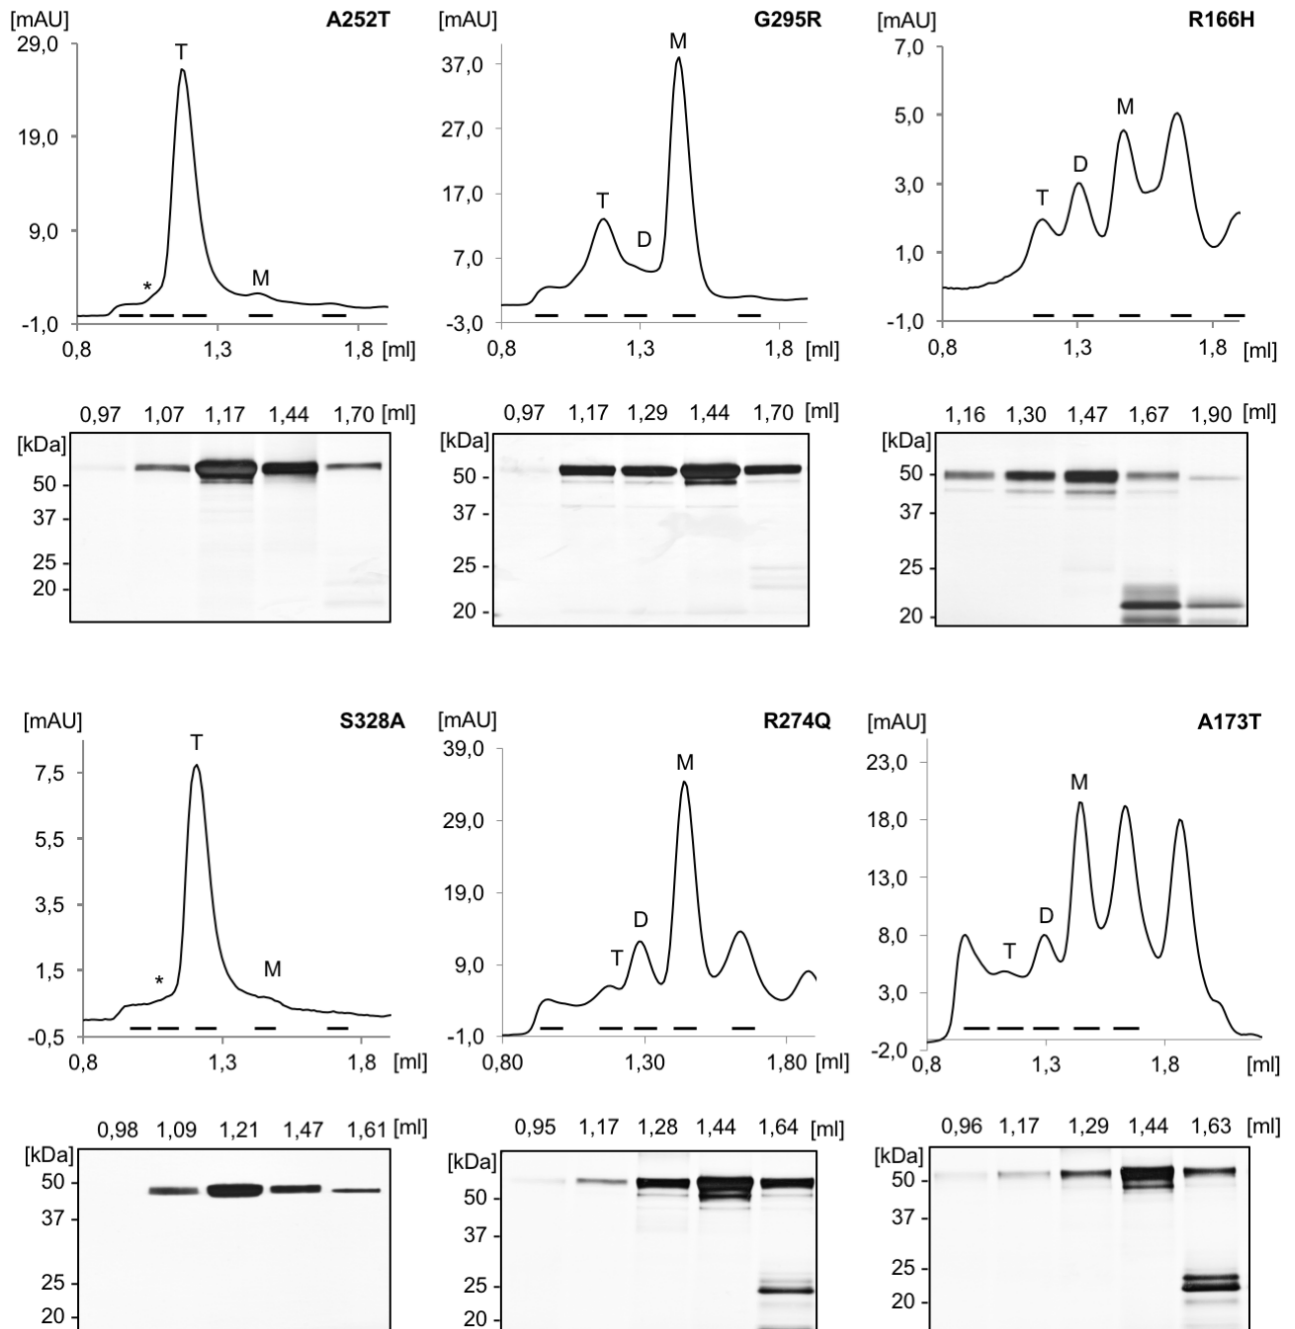 [mAU] A252T
29,0
19,0
9,0
-1,0
T
* M
0,8 1,3 1,8 [ml]
0,97 1,07 1,17 1,44 1,70 [ml]
[kDa]
50
37
25
20
[mAU] G295R
37,0
27,0
17,0
7,0
-3,0
M
T
D
0,8 1,3 1,8 [ml]
0,97 1,17 1,29 1,44 1,70 [ml]
[kDa]
50
37
25
20
[mAU] R166H
7,0
5,0
3,0
1,0
-1,0
M
D
T
0,8 1,3 1,8 [ml]
1,16 1,30 1,47 1,67 1,90 [ml]
[kDa]
50
37
25
20
[mAU] S328A
7,5
5,5
3,5
1,5
-0,5
T
* M
0,8 1,3 1,8 [ml]
0,98 1,09 1,21 1,47 1,61 [ml]
[kDa]
50
37
25
20
[mAU] R274Q
39,0
29,0
19,0
9,0
-1,0
M
D
T
0,80 1,30 1,80 [ml]
0,95 1,17 1,28 1,44 1,64 [ml]
[kDa]
50
37
25
20
[mAU] A173T
23,0
18,0
13,0
8,0
3,0
-2,0
M
D
T
0,8 1,3 1,8 [ml]
0,96 1,17 1,29 1,44 1,63 [ml]
[kDa]
50
37
25
20